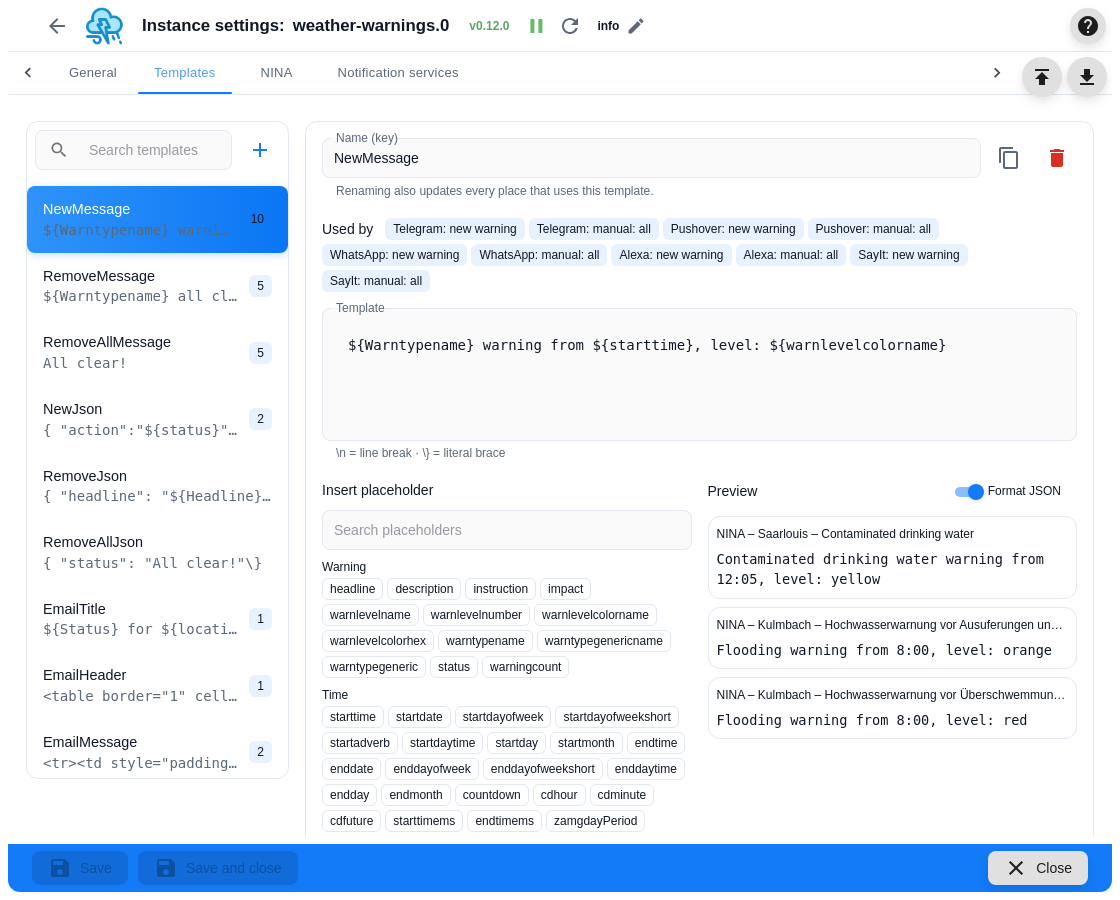 Instance settings: weather-warnings.0 v0.12.0 info
General Templates NINA Notification services
Search templates
NewMessage
${Warntypename} warni…
10
RemoveMessage
${Warntypename} all cl…
5
RemoveAllMessage
All clear!
5
NewJson
{ "action":"${status}"…
2
RemoveJson
{ "headline": "${Headline}…
RemoveAllJson
{ "status": "All clear!"\}
EmailTitle
${Status} for ${locati…
1
EmailHeader
<table border="1" cell…
1
EmailMessage
<tr><td style="padding…
2
Name (key)
NewMessage
Renaming also updates every place that uses this template.
Used by Telegram: new warning Telegram: manual: all Pushover: new warning Pushover: manual: all
WhatsApp: new warning WhatsApp: manual: all Alexa: new warning Alexa: manual: all SayIt: new warning
SayIt: manual: all
Template
${Warntypename} warning from ${starttime}, level: ${warnlevelcolorname}
\n = line break · \} = literal brace
Insert placeholder
Search placeholders
Warning
headline description instruction impact
warnlevelname warnlevelnumber warnlevelcolorname
warnlevelcolorhex warntypename warntypegenericname
warntypegeneric status warningcount
Time
starttime startdate startdayofweek startdayofweekshort
startadverb startdaytime startday startmonth endtime
enddate enddayofweek enddayofweekshort enddaytime
endday endmonth countdown cdhour cdminute
cdfuture starttimems endtimems zamgdayPeriod
Preview
Format JSON
NINA – Saarlouis – Contaminated drinking water
Contaminated drinking water warning from
12:05, level: yellow
NINA – Kulmbach – Hochwasserwarnung vor Ausuferungen un…
Flooding warning from 8:00, level: orange
NINA – Kulmbach – Hochwasserwarnung vor Überschwemmun…
Flooding warning from 8:00, level: red
Save Save and close Close